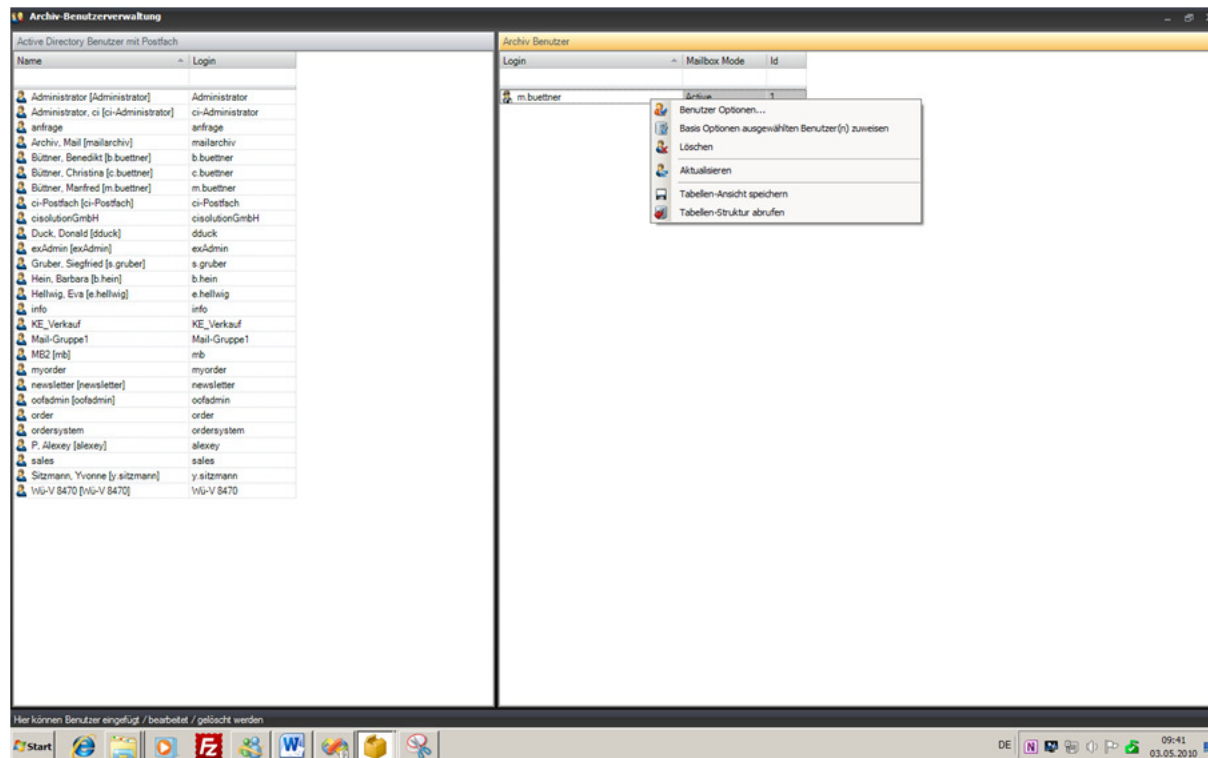 Archiv-Benutzerverwaltung
Active Directory Benutzer mit Postfach
Name Login
Administrator [Administrator] Administrator
Administrator, ci [ci-Administrator] ci-Administrator
anfrage anfrage
Archiv, Mail [mailarchiv] mailarchiv
Büttner, Benedikt [b.buettner] b.buettner
Büttner, Christina [c.buettner] c.buettner
Büttner, Manfred [m.buettner] m.buettner
ci-Postfach [ci-Postfach] ci-Postfach
cisolutionGmbH cisolutionGmbH
Duck, Donald [dduck] dduck
exAdmin [exAdmin] exAdmin
Gruber, Siegfried [s.gruber] s.gruber
Hein, Barbara [b.hein] b.hein
Hellwig, Eva [e.hellwig] e.hellwig
info info
KE_Verkauf KE_Verkauf
Mail-Gruppe1 Mail-Gruppe1
MB2 [mb] mb
myorder myorder
newsletter [newsletter] newsletter
oofadmin [oofadmin] oofadmin
order order
ordersystem ordersystem
P. Alexey [alexey] alexey
sales sales
Sitzmann, Yvonne [y.sitzmann] y.sitzmann
Wü-V 8470 [Wü-V 8470] Wü-V 8470
Archiv Benutzer
Login Mailbox Mode Id
m.buettner Active 1
Benutzer Optionen...
Basis Optionen ausgewählten Benutzer(n) zuweisen
Löschen
Aktualisieren
Tabellen-Ansicht speichern
Tabellen-Struktur abrufen
Hier können Benutzer eingefügt / bearbeitet / gelöscht werden
Start
DE
09:41
03.05.2010